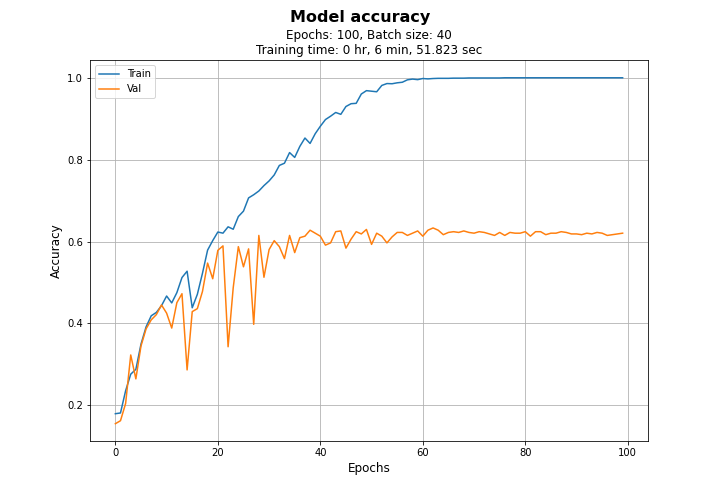 Model accuracy
Epochs: 100, Batch size: 40
Training time: 0 hr, 6 min, 51.823 sec
Train
Val
1.0
0.8
0.6
0.4
0.2
Accuracy
0 20 40 60 80 100
Epochs